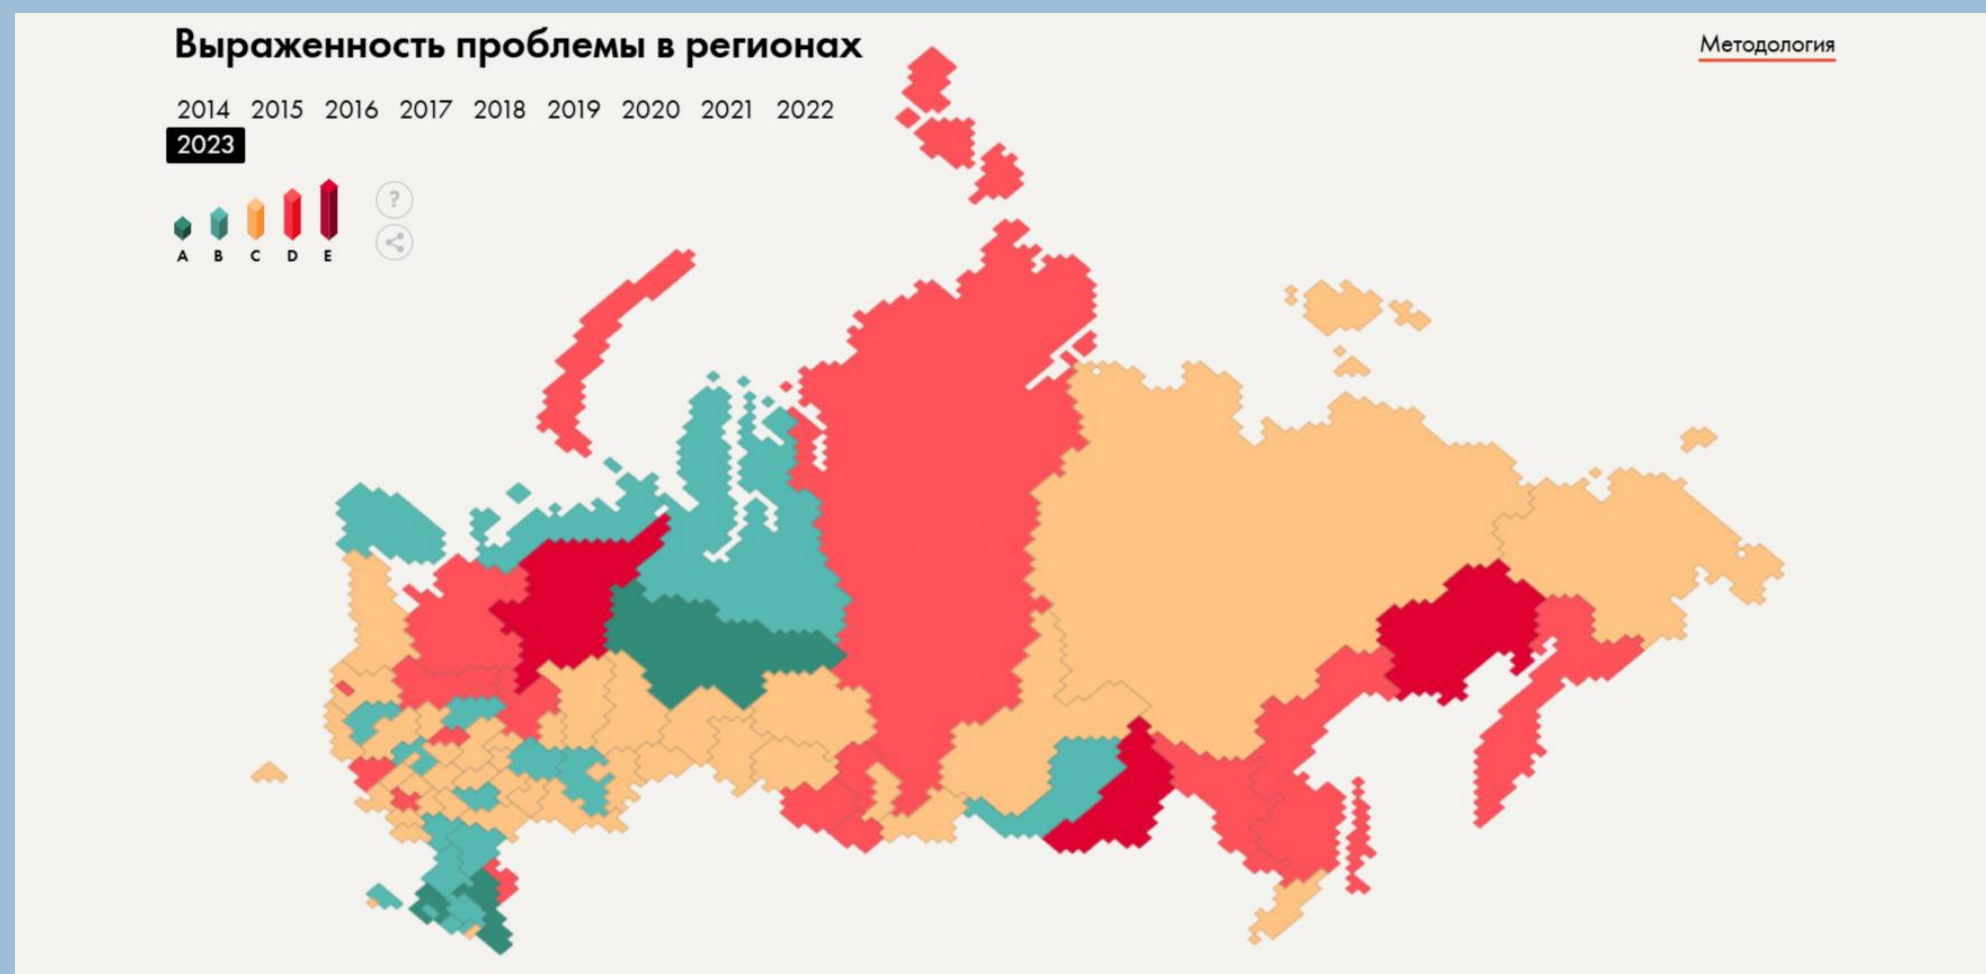 Выраженность проблемы в регионах
Методология
2014 2015 2016 2017 2018 2019 2020 2021 2022
2023
?
A B C D E